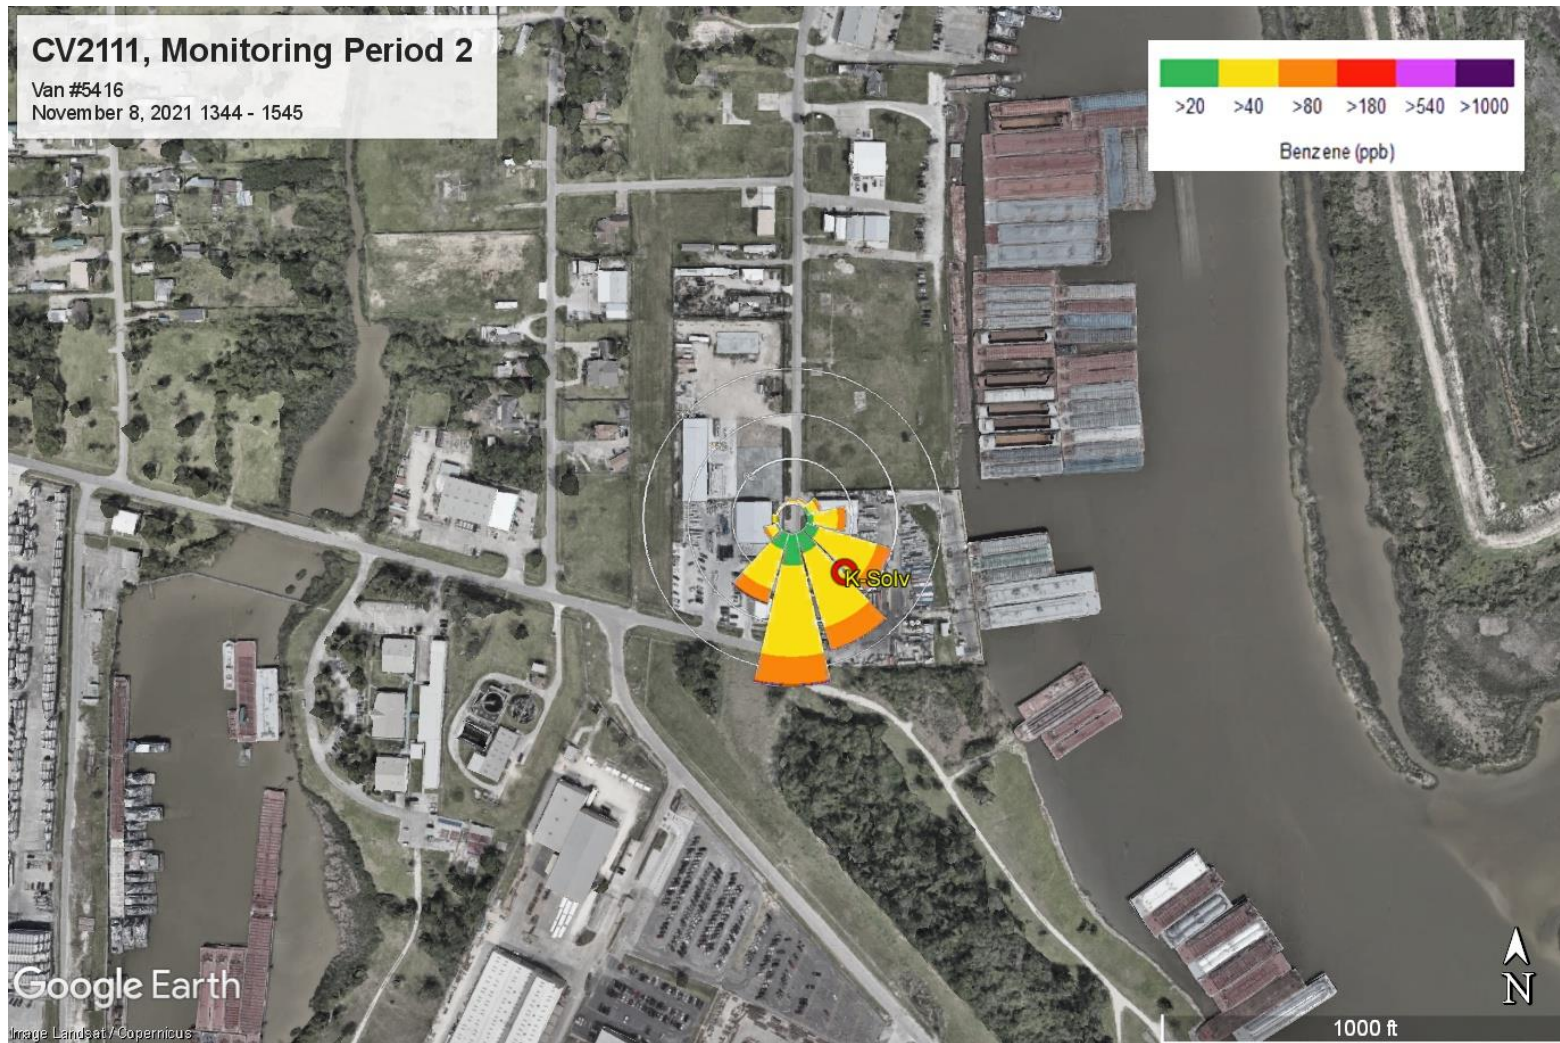 CV2111, Monitoring Period 2
Van #5416
November 8, 2021 1344 - 1545
>20 >40 >80 >180 >540 >1000
Benzene (ppb)
K-Solv
N
Google Earth
Image Landsat / Copernicus
1000 ft